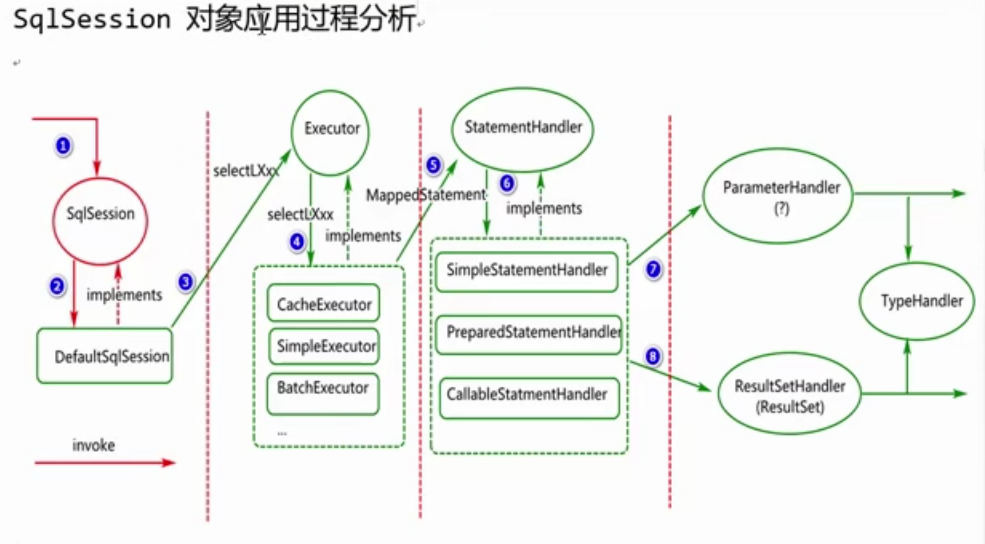 SqlSession 对象应用过程分析
1
SqlSession
2
implements
DefaultSqlSession
invoke
3
selectLXxx
Executor
selectLXxx
4
implements
CacheExecutor
SimpleExecutor
BatchExecutor
...
5
MappedStatement
StatementHandler
6
implements
SimpleStatementHandler
PreparedStatementHandler
CallableStatmentHandler
7
8
ParameterHandler
(?)
TypeHandler
ResultSetHandler
(ResultSet)